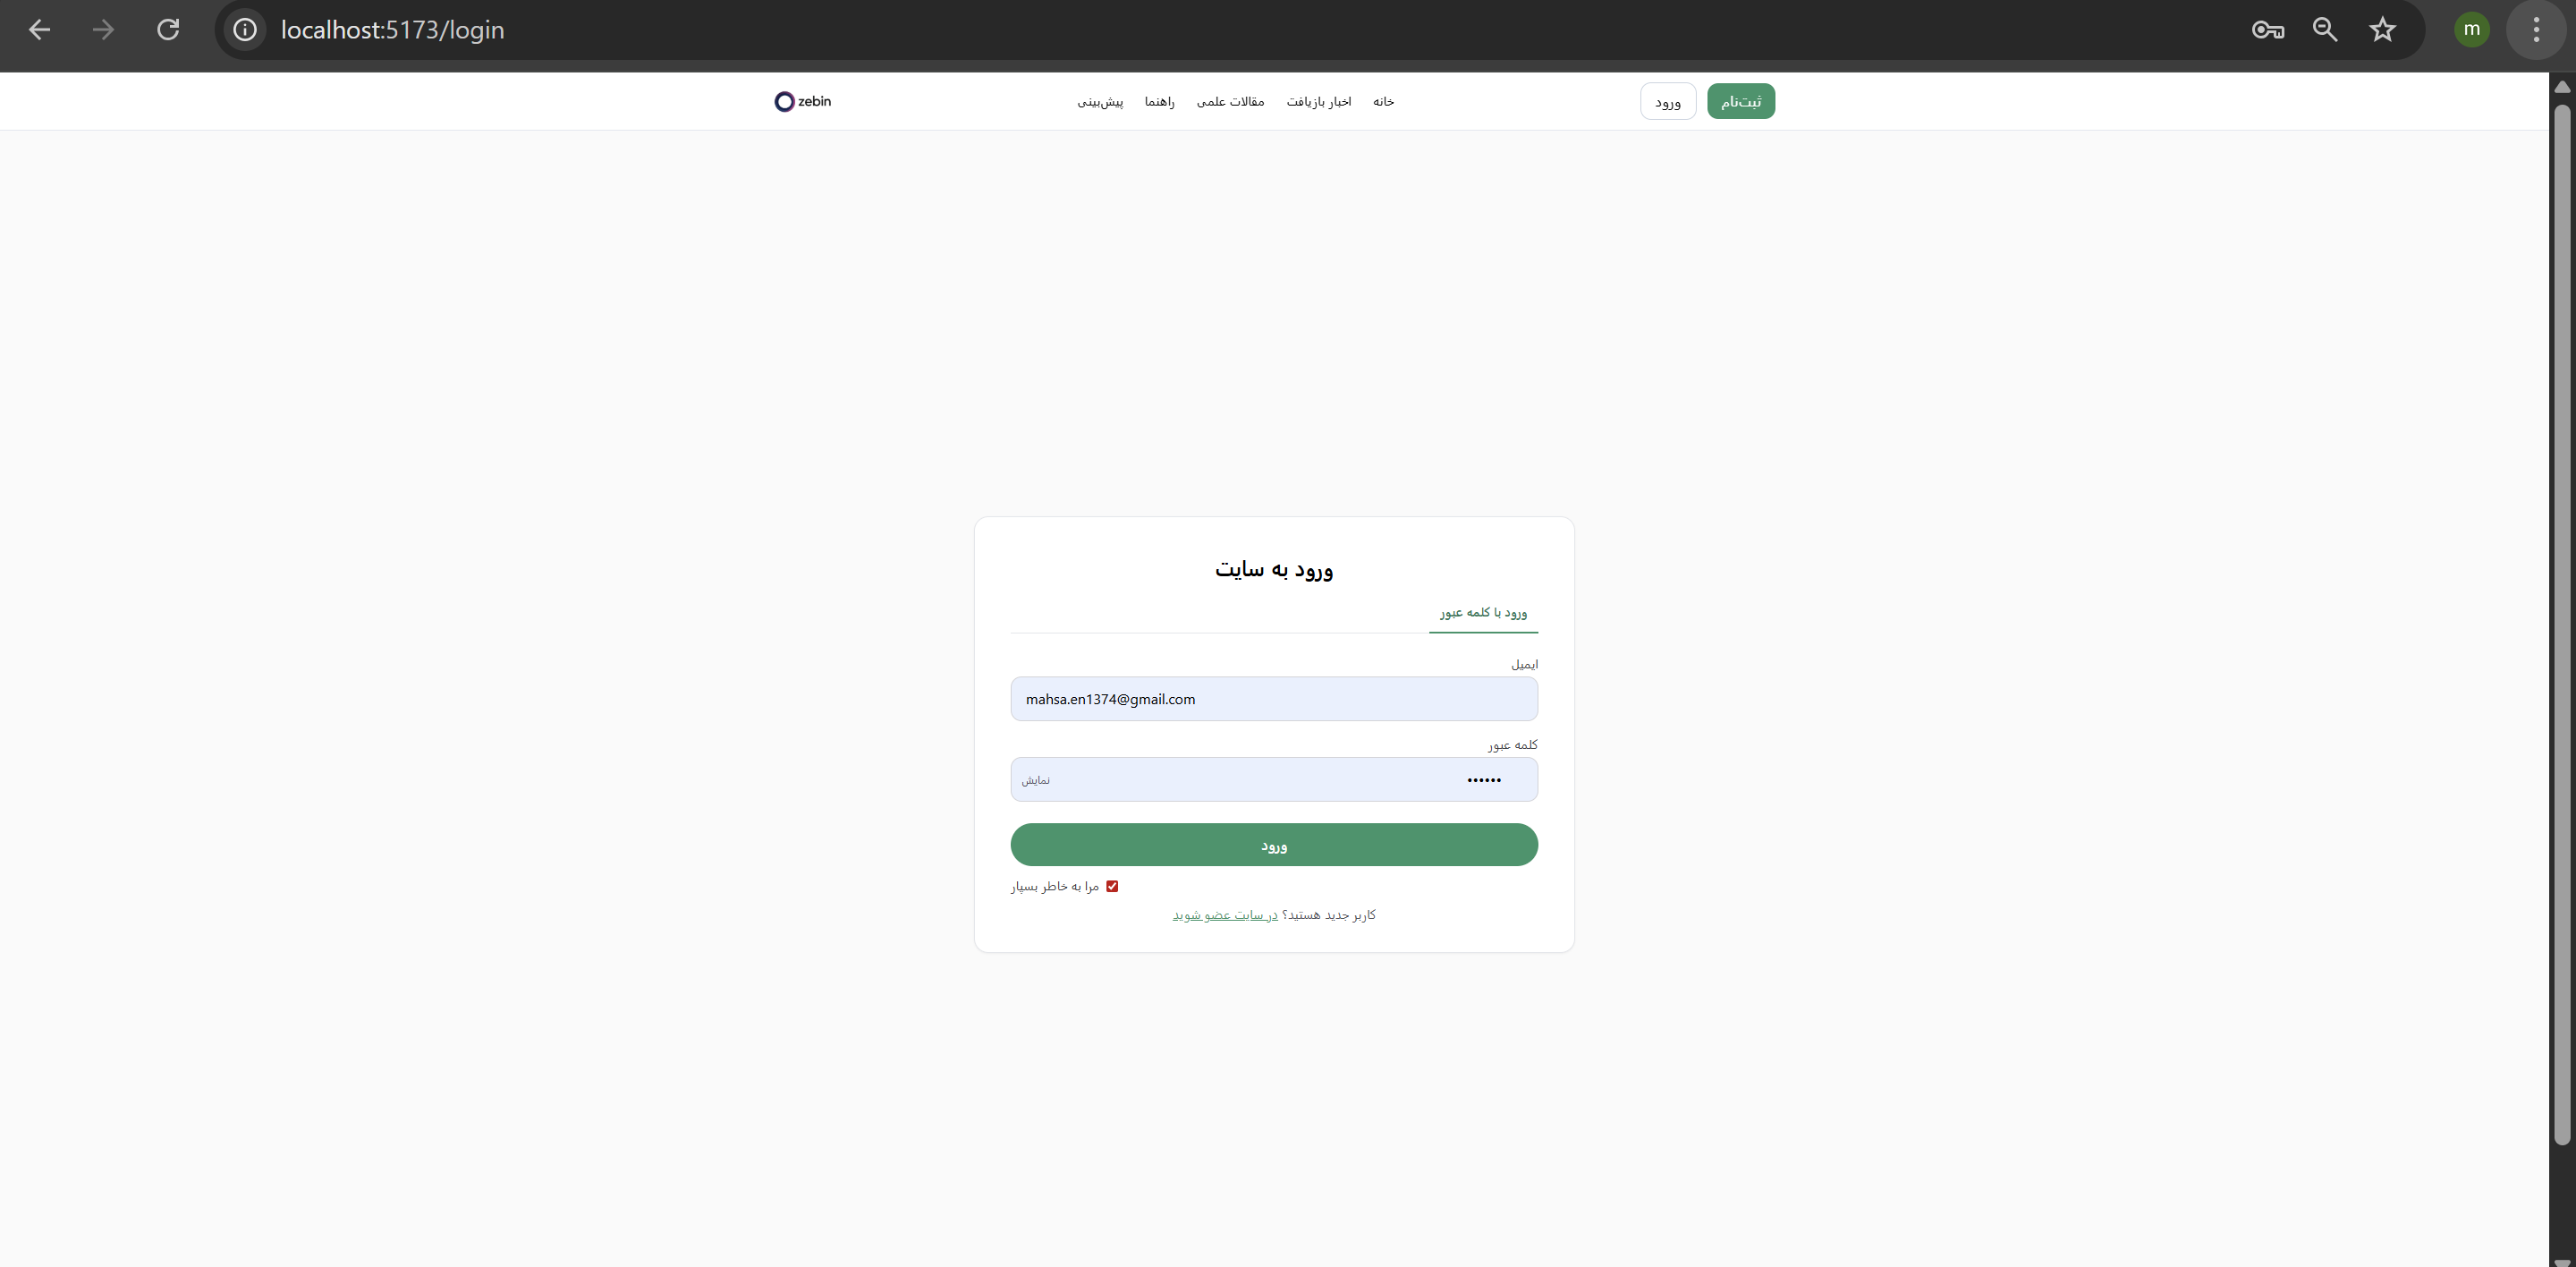 localhost:5173/login
m
zebin
خانه اخبار بازیافت مقالات علمی راهنما پیش‌بینی
ورود ثبت‌نام
ورود به سایت
ورود با کلمه عبور
ایمیل
mahsa.en1374@gmail.com
کلمه عبور
•••••• نمایش
ورود
مرا به خاطر بسپار
کاربر جدید هستید؟ در سایت عضو شوید